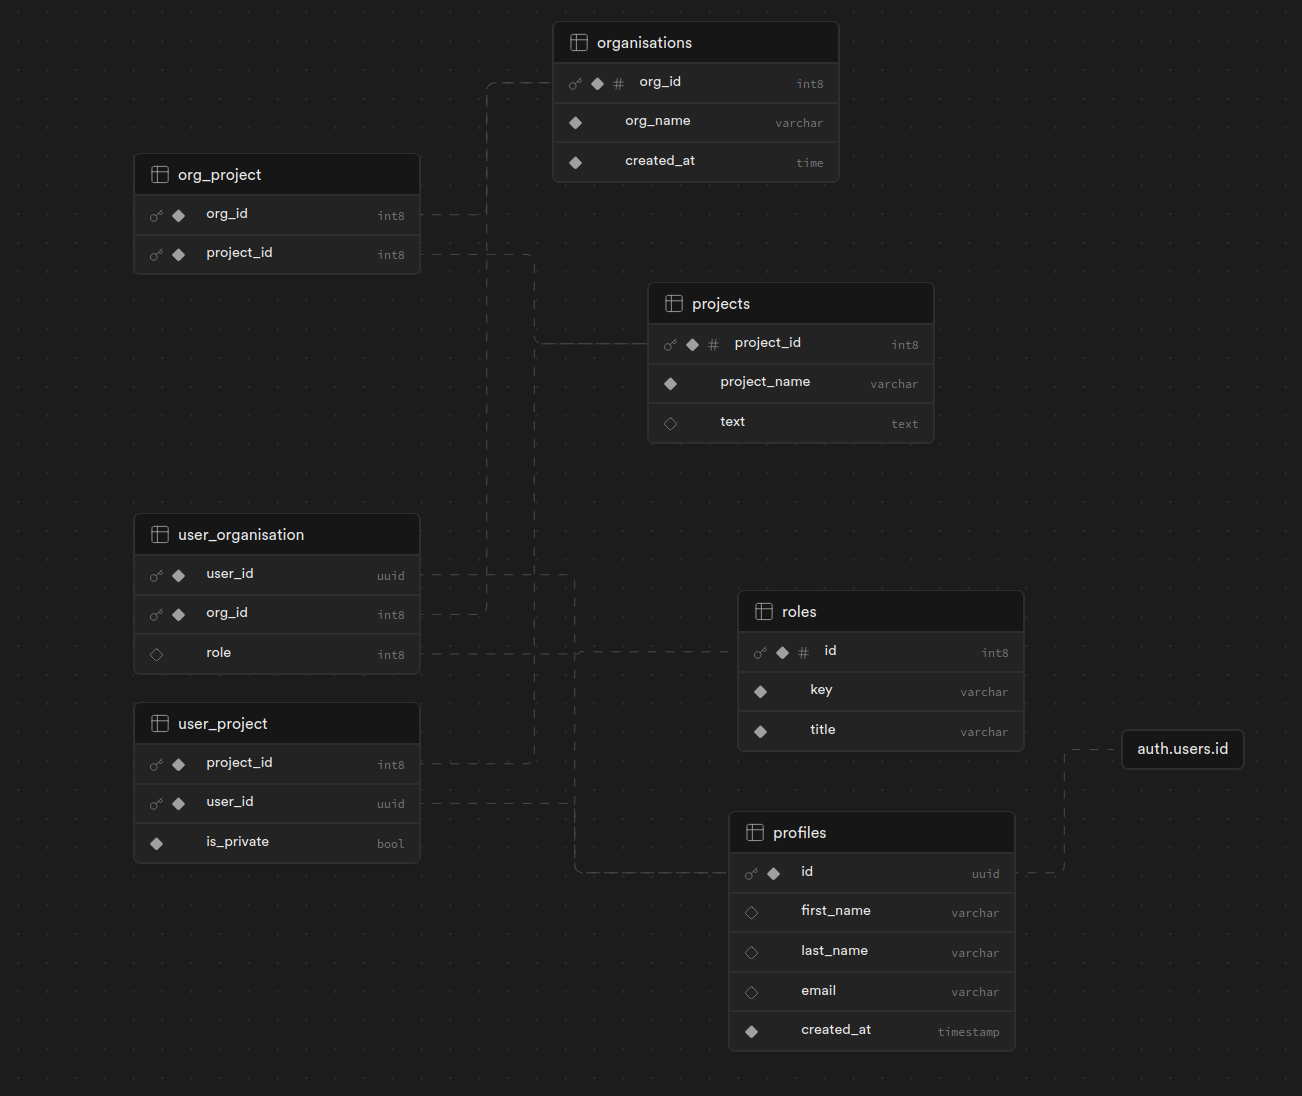 organisations
# org_id int8
org_name varchar
created_at time
org_project
org_id int8
project_id int8
projects
# project_id int8
project_name varchar
text text
user_organisation
user_id uuid
org_id int8
role int8
roles
# id int8
key varchar
title varchar
user_project
project_id int8
user_id uuid
is_private bool
auth.users.id
profiles
id uuid
first_name varchar
last_name varchar
email varchar
created_at timestamp